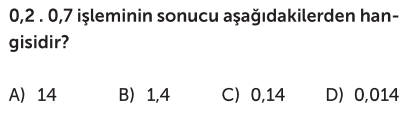 0,2 . 0,7 işleminin sonucu aşağıdakilerden han-
gisidir?
A) 14 B) 1,4 C) 0,14 D) 0,014